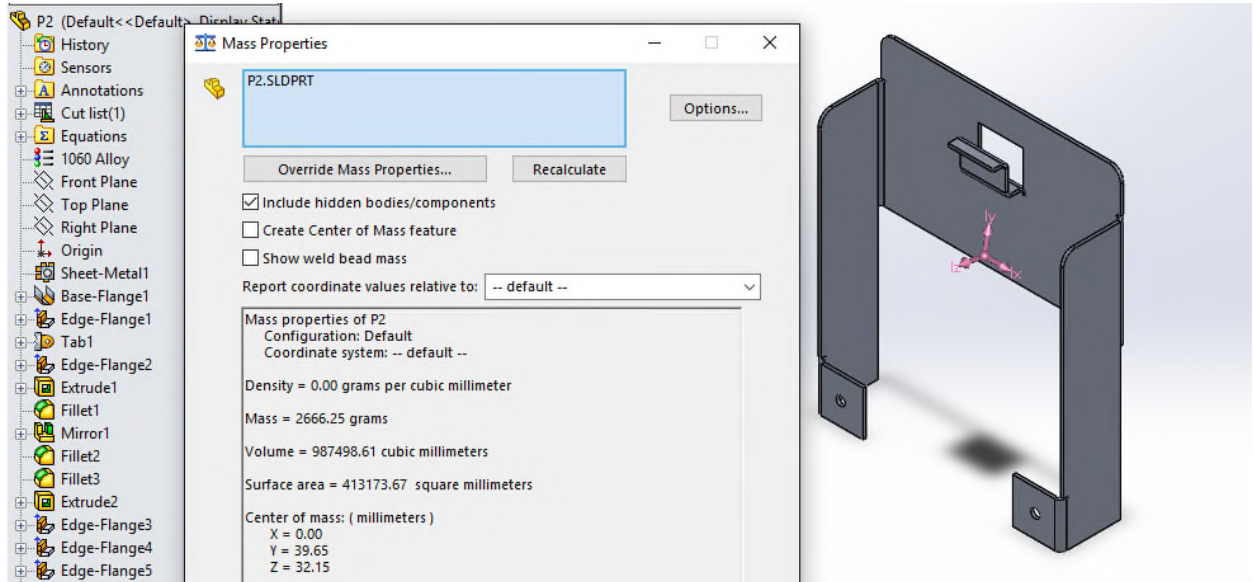 P2 (Default<<Default>_Display Stat
History
Sensors
A Annotations
Cut list(1)
Σ Equations
1060 Alloy
Front Plane
Top Plane
Right Plane
Origin
Sheet-Metal1
Base-Flange1
Edge-Flange1
Tab1
Edge-Flange2
Extrude1
Fillet1
Mirror1
Fillet2
Fillet3
Extrude2
Edge-Flange3
Edge-Flange4
Edge-Flange5
Mass Properties
P2.SLDPRT
Options...
Override Mass Properties...
Recalculate
Include hidden bodies/components
Create Center of Mass feature
Show weld bead mass
Report coordinate values relative to:
-- default --
Mass properties of P2
Configuration: Default
Coordinate system: -- default --
Density = 0.00 grams per cubic millimeter
Mass = 2666.25 grams
Volume = 987498.61 cubic millimeters
Surface area = 413173.67 square millimeters
Center of mass: ( millimeters )
X = 0.00
Y = 39.65
Z = 32.15
Iy
Iz
Ix